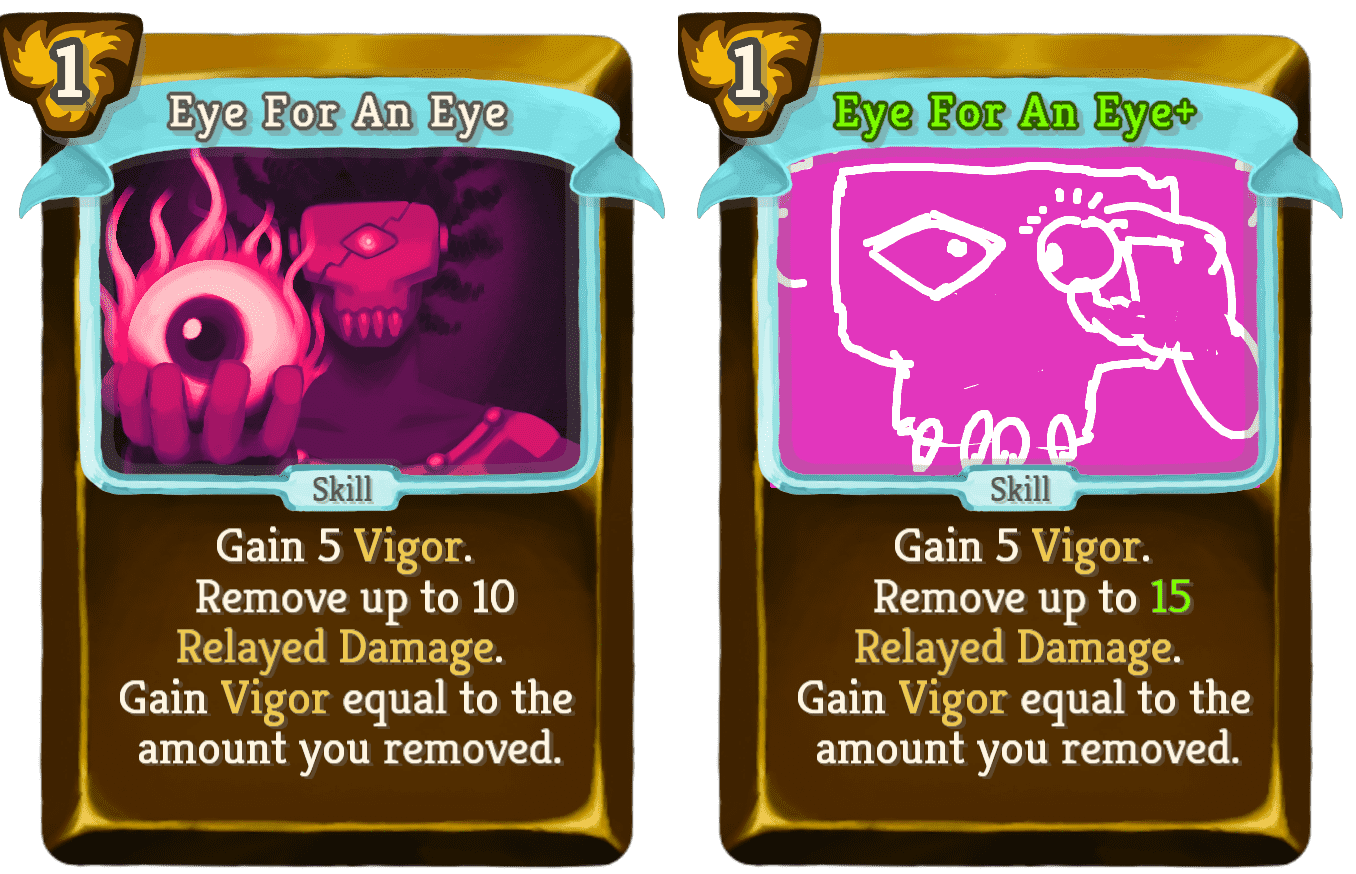 1
Eye For An Eye
Skill
Gain 5 Vigor.
Remove up to 10
Relayed Damage.
Gain Vigor equal to the
amount you removed.
1
Eye For An Eye+
Skill
Gain 5 Vigor.
Remove up to 15
Relayed Damage.
Gain Vigor equal to the
amount you removed.